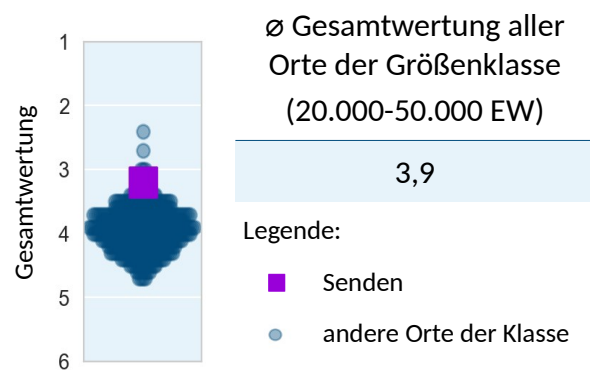 Gesamtwertung
1
2
3
4
5
6
⌀ Gesamtwertung aller
Orte der Größenklasse
(20.000-50.000 EW)
3,9
Legende:
Senden
andere Orte der Klasse